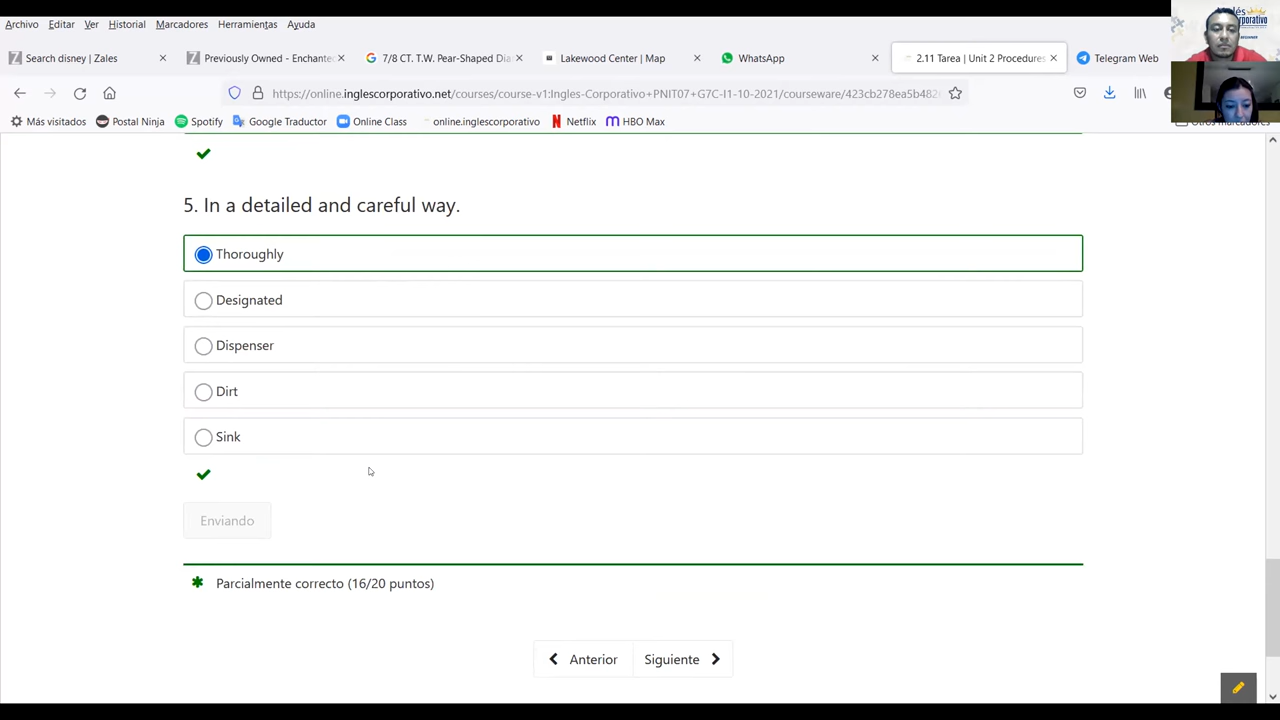 Archivo Editar Ver Historial Marcadores Herramientas Ayuda
Search disney | Zales
Previously Owned - Enchante
7/8 CT. T.W. Pear-Shaped Di
Lakewood Center | Map
WhatsApp
2.11 Tarea | Unit 2 Procedures
Telegram Web
https://online.inglescorporativo.net/courses/course-v1:Ingles-Corporativo+PNIT07+G7C-I1-10-2021/courseware/423cb278ea5b482
Más visitados Postal Ninja Spotify Google Traductor Online Class online.inglescorporativo Netflix HBO Max Otros marcadores
5. In a detailed and careful way.
Thoroughly
Designated
Dispenser
Dirt
Sink
Enviando
Parcialmente correcto (16/20 puntos)
Anterior Siguiente